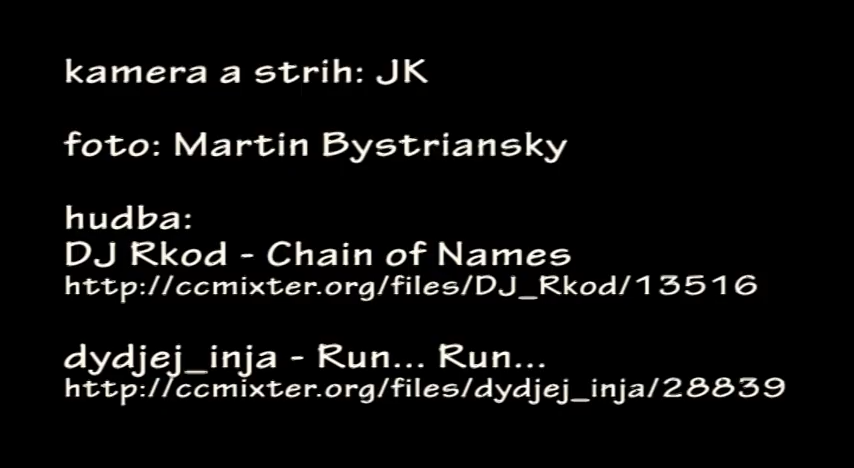 kamera a strih: JK
foto: Martin Bystriansky
hudba:
DJ Rkod - Chain of Names
http://ccmixter.org/files/DJ_Rkod/13516
dydjej_inja - Run... Run...
http://ccmixter.org/files/dydjej_inja/28839